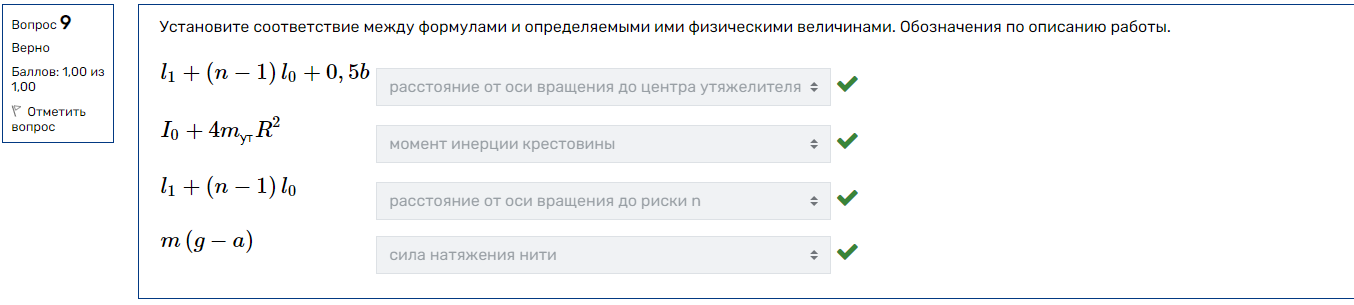 Вопрос 9
Верно
Баллов: 1,00 из
1,00
Отметить
вопрос
Установите соответствие между формулами и определяемыми ими физическими величинами. Обозначения по описанию работы.
l₁ + (n − 1) l₀ + 0, 5b
расстояние от оси вращения до центра утяжелителя
I₀ + 4mутR²
момент инерции крестовины
l₁ + (n − 1) l₀
расстояние от оси вращения до риски n
m (g − a)
сила натяжения нити